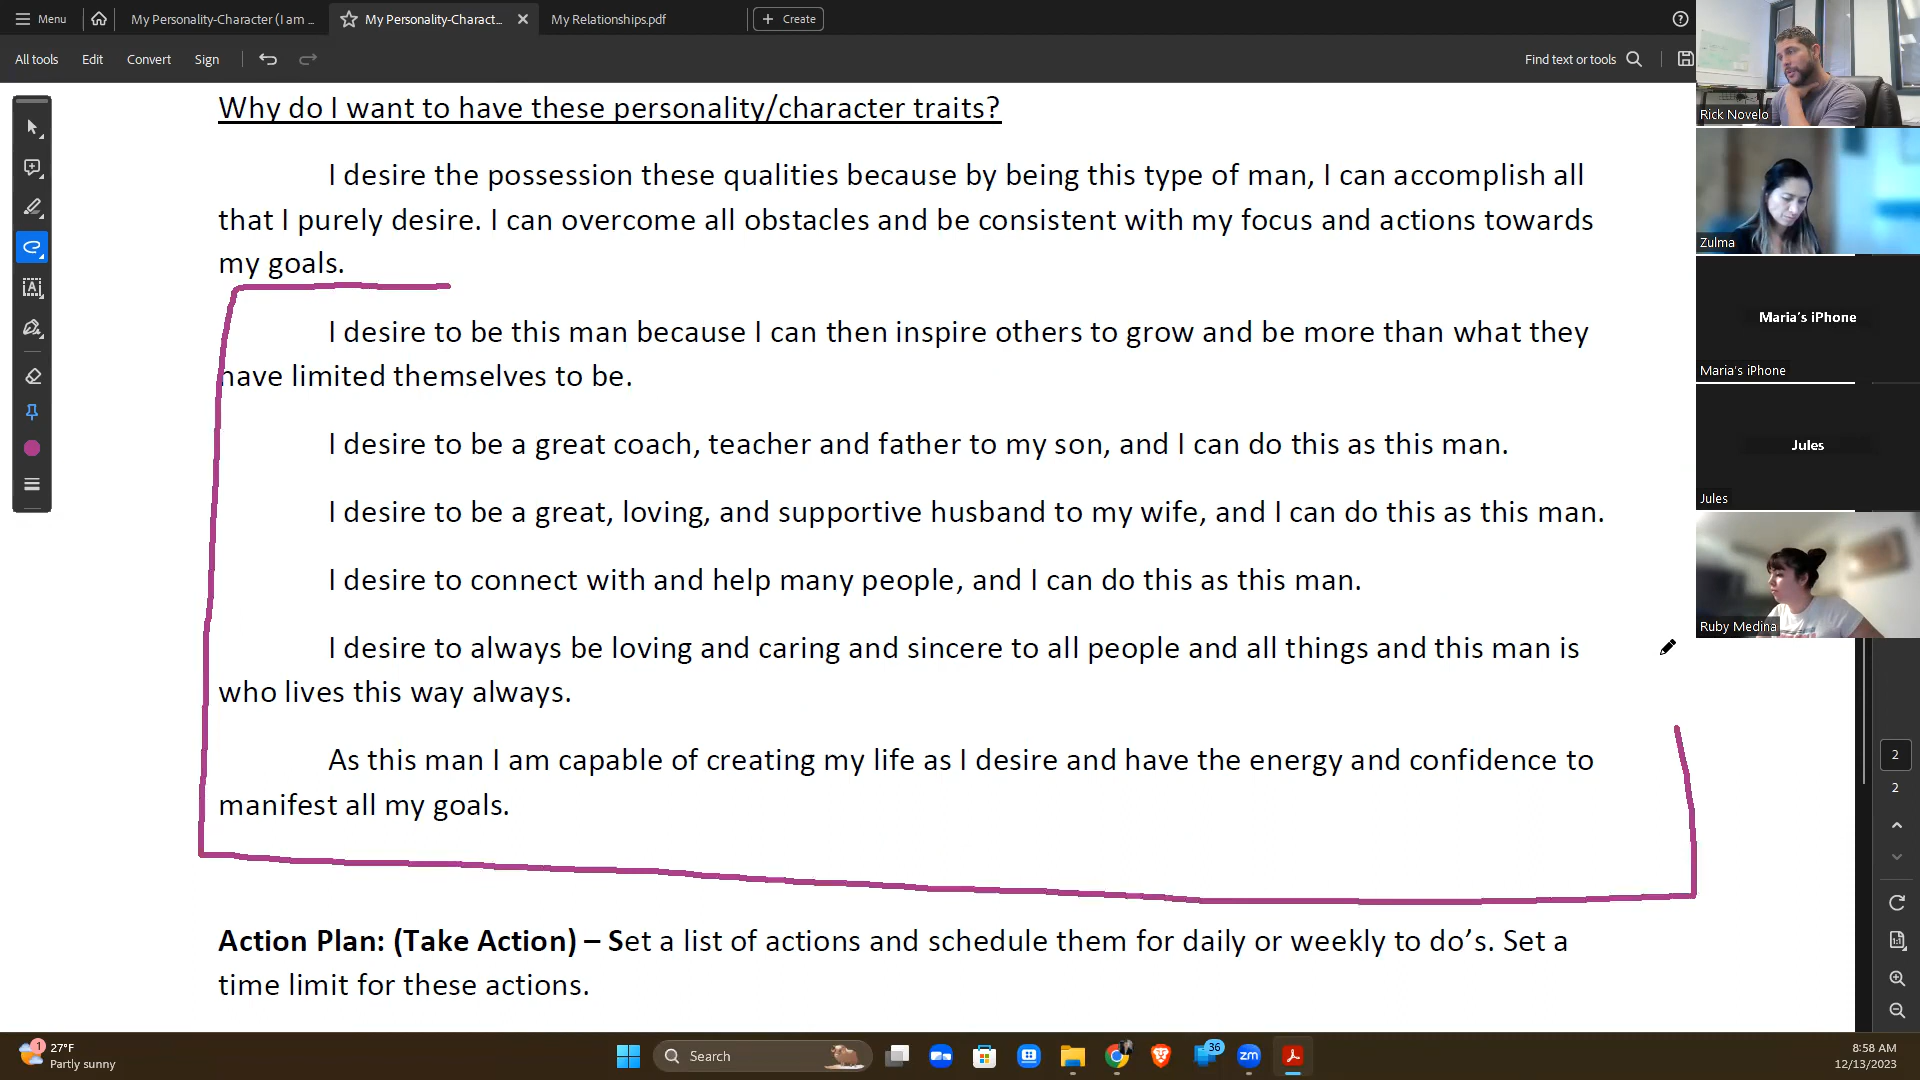 Menu
My Personality-Character (I am ...
My Personality-Charact...
My Relationships.pdf
Create
All tools
Edit
Convert
Sign
Find text or tools
Why do I want to have these personality/character traits?
I desire the possession these qualities because by being this type of man, I can accomplish all
that I purely desire. I can overcome all obstacles and be consistent with my focus and actions towards
my goals.
I desire to be this man because I can then inspire others to grow and be more than what they
have limited themselves to be.
I desire to be a great coach, teacher and father to my son, and I can do this as this man.
I desire to be a great, loving, and supportive husband to my wife, and I can do this as this man.
I desire to connect with and help many people, and I can do this as this man.
I desire to always be loving and caring and sincere to all people and all things and this man is
who lives this way always.
As this man I am capable of creating my life as I desire and have the energy and confidence to
manifest all my goals.
Action Plan: (Take Action) – Set a list of actions and schedule them for daily or weekly to do’s. Set a
time limit for these actions.
Rick Novelo
Zulma
Maria's iPhone
Maria's iPhone
Jules
Jules
Ruby Medina
2
2
1
27°F
Partly sunny
Search
36
zm
8:58 AM
12/13/2023